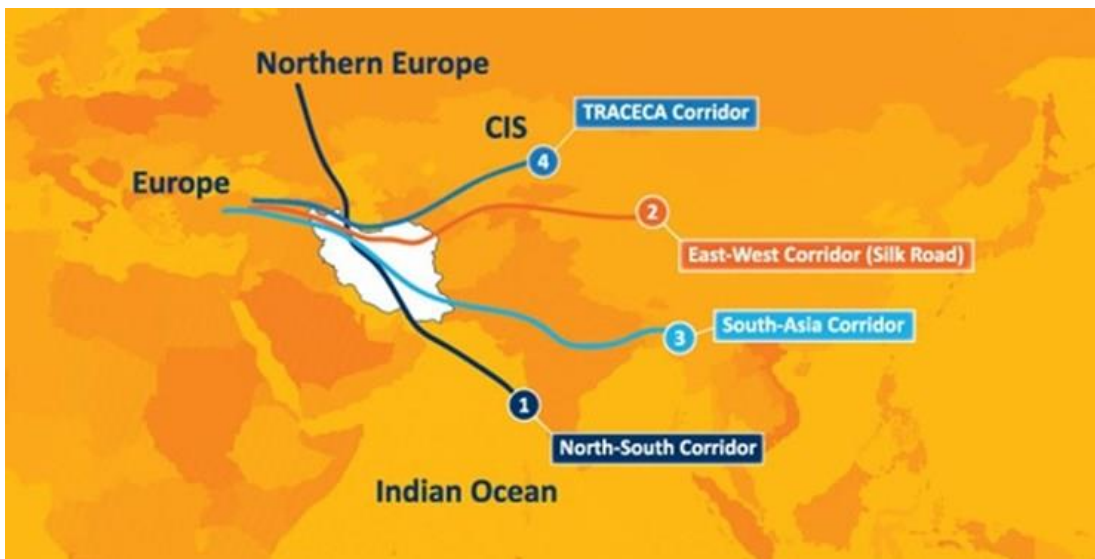 Northern Europe
TRACECA Corridor
CIS
4
Europe
2
East-West Corridor (Silk Road)
South-Asia Corridor
3
1
North-South Corridor
Indian Ocean